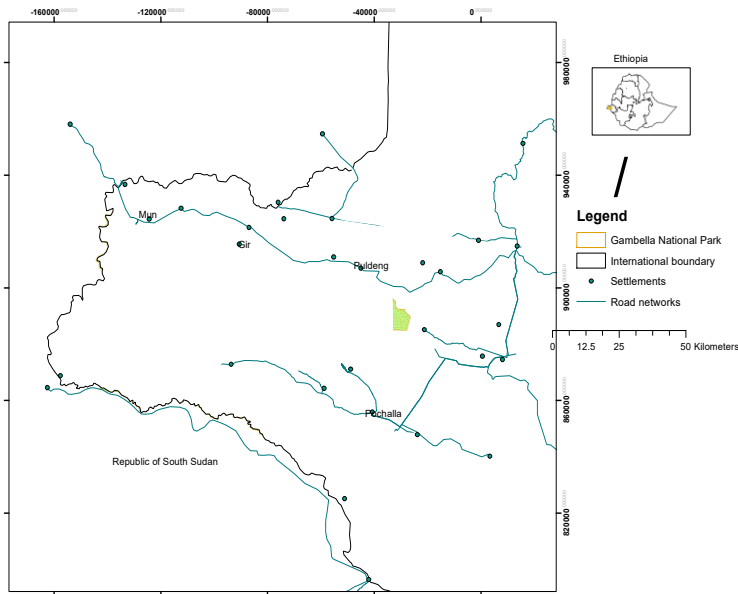 -160000 -120000 -80000 -40000 0
980000
Ethiopia
940000
Legend
Gambella National Park
International boundary
Settlements
Road networks
Mun
Gir
Puldeng
900000
0 12.5 25 50 Kilometers
860000
Pochalla
Republic of South Sudan
820000